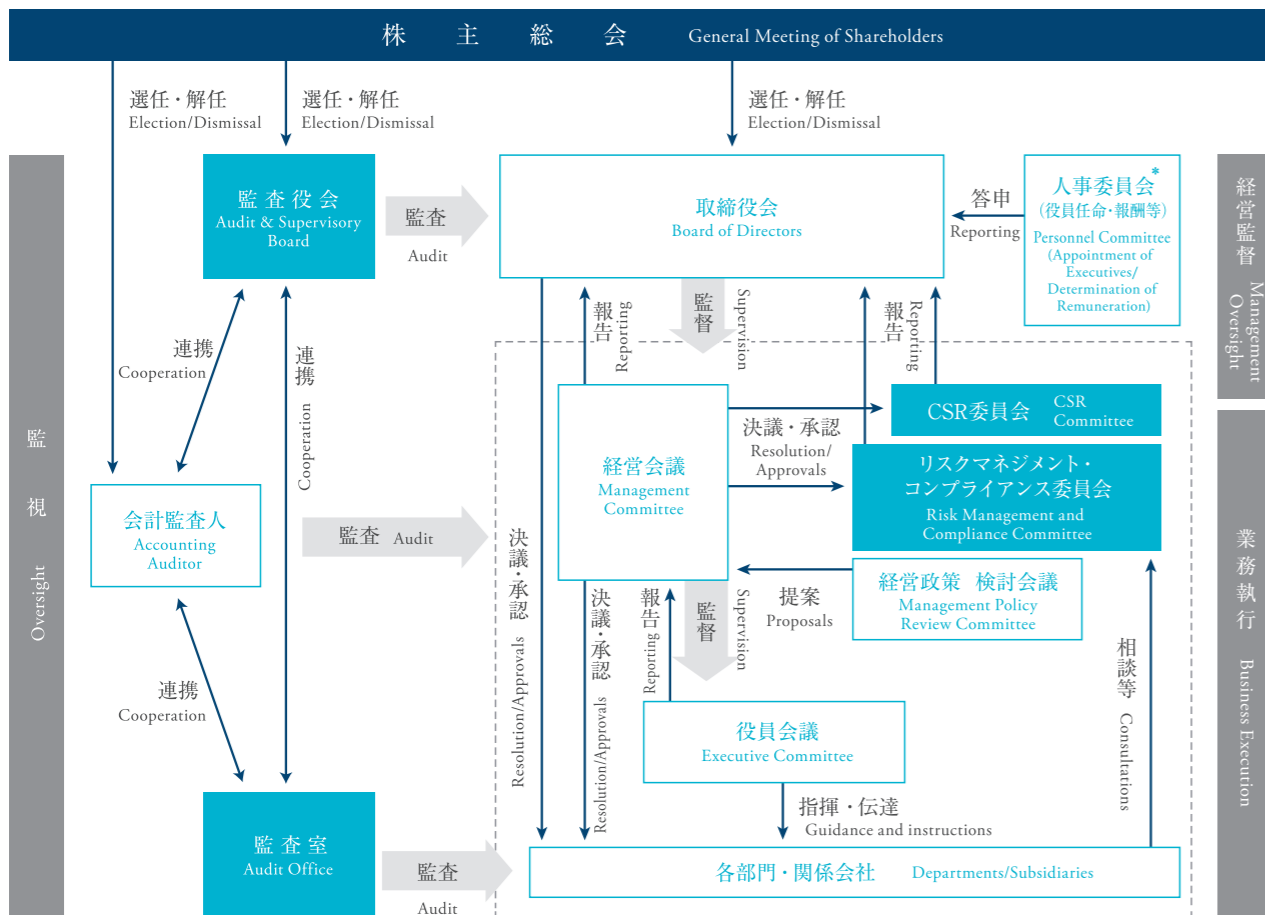 株主総会 General Meeting of Shareholders
選任・解任
Election/Dismissal
選任・解任
Election/Dismissal
選任・解任
Election/Dismissal
監視 Oversight
監査役会
Audit & Supervisory
Board
監査
Audit
取締役会
Board of Directors
答申
Reporting
人事委員会*
(役員任命・報酬等)
Personnel Committee
(Appointment of
Executives/
Determination of
Remuneration)
経営監督 Management
Oversight
連携
Cooperation
連携 Cooperation
報告
Reporting
監督
Supervision
報告
Reporting
会計監査人
Accounting
Auditor
監査 Audit
経営会議
Management
Committee
決議・承認
Resolution/
Approvals
CSR委員会 CSR
Committee
リスクマネジメント・
コンプライアンス委員会
Risk Management and
Compliance Committee
提案
Proposals
経営政策 検討会議
Management Policy
Review Committee
業務執行 Business Execution
決議・承認 Resolution/Approvals
決議・承認 Resolution/Approvals
報告
Reporting
監督
Supervision
相談等 Consultations
連携
Cooperation
役員会議
Executive Committee
指揮・伝達
Guidance and instructions
監査室
Audit Office
監査
Audit
各部門・関係会社 Departments/Subsidiaries